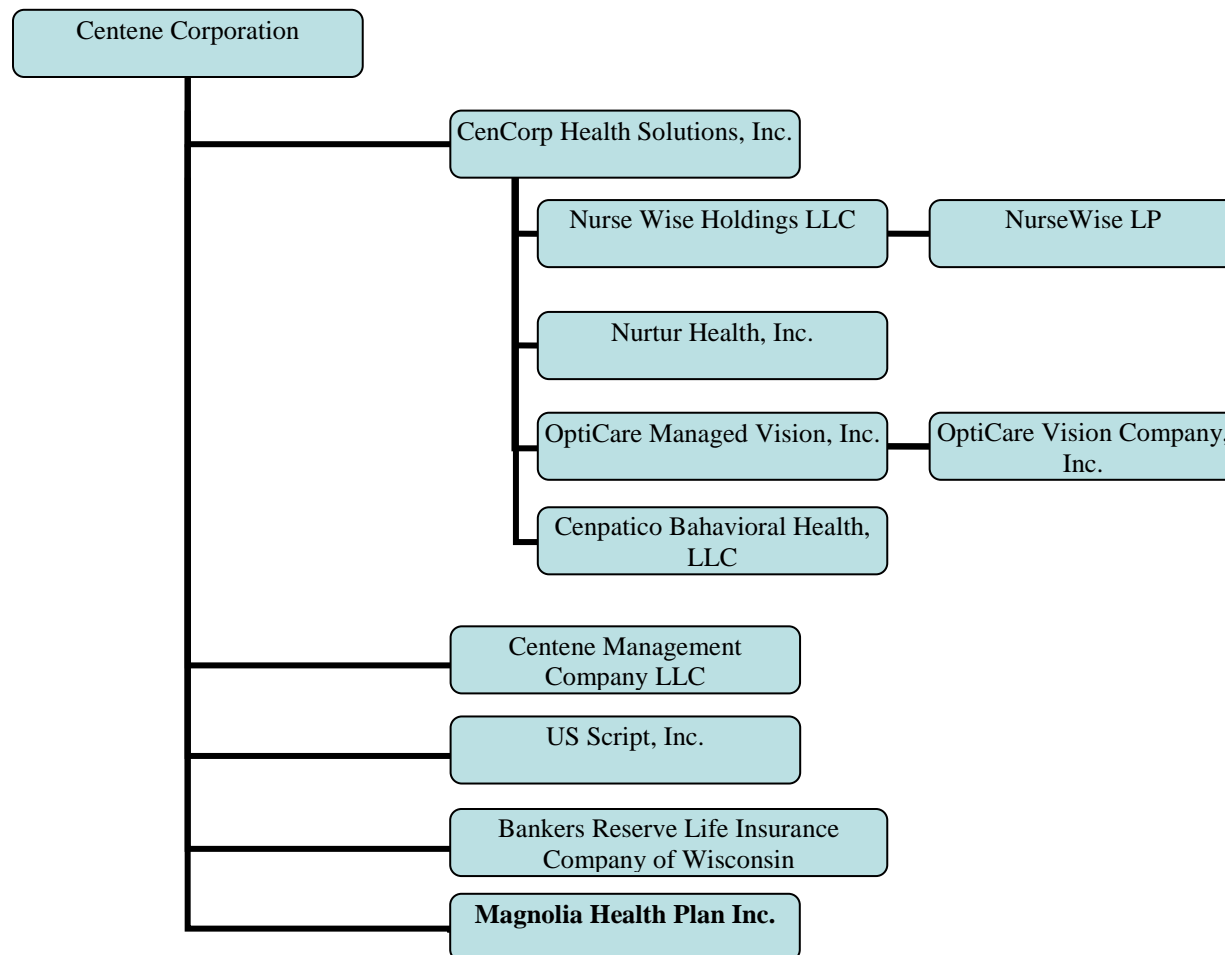 Centene Corporation
CenCorp Health Solutions, Inc.
Nurse Wise Holdings LLC
NurseWise LP
Nurtur Health, Inc.
OptiCare Managed Vision, Inc.
OptiCare Vision Company,
Inc.
Cenpatico Bahavioral Health,
LLC
Centene Management
Company LLC
US Script, Inc.
Bankers Reserve Life Insurance
Company of Wisconsin
Magnolia Health Plan Inc.